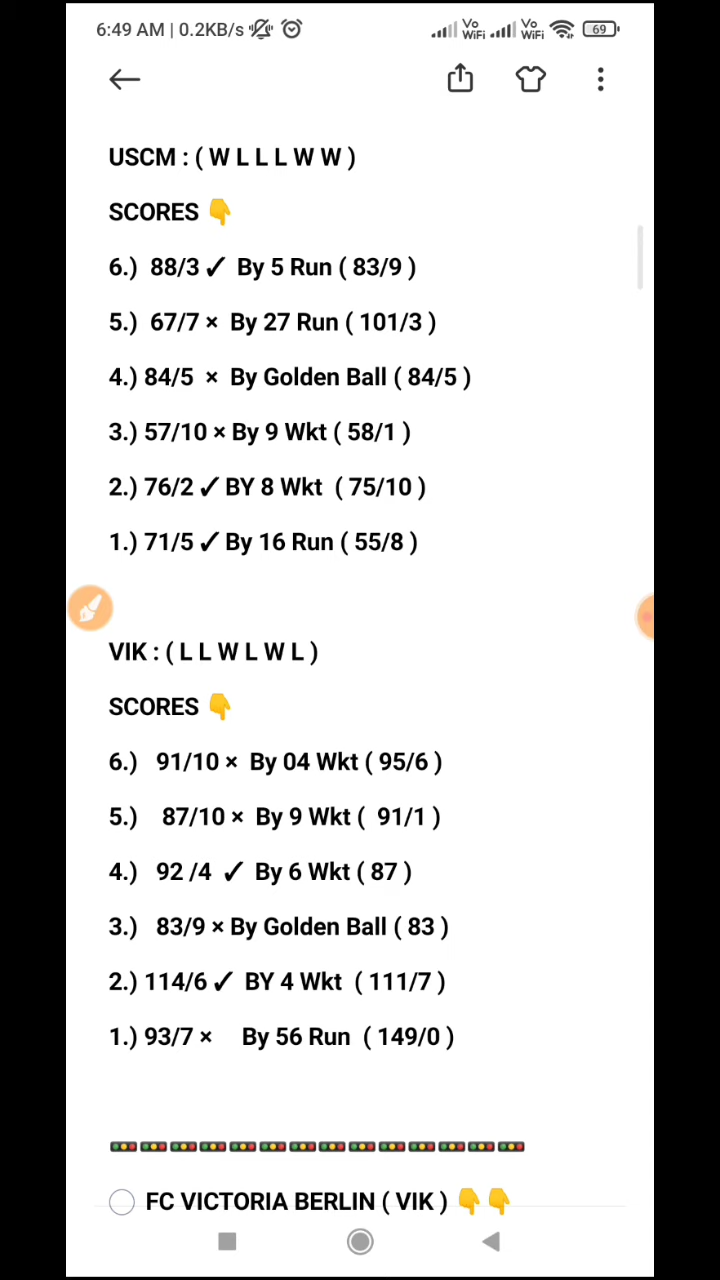 6:49 AM | 0.2KB/s
Vo WiFi Vo WiFi 69
USCM : ( W L L L W W )
SCORES 👇
6.) 88/3 ✓ By 5 Run ( 83/9 )
5.) 67/7 × By 27 Run ( 101/3 )
4.) 84/5 × By Golden Ball ( 84/5 )
3.) 57/10 × By 9 Wkt ( 58/1 )
2.) 76/2 ✓ BY 8 Wkt ( 75/10 )
1.) 71/5 ✓ By 16 Run ( 55/8 )
VIK : ( L L W L W L )
SCORES 👇
6.) 91/10 × By 04 Wkt ( 95/6 )
5.) 87/10 × By 9 Wkt ( 91/1 )
4.) 92 /4 ✓ By 6 Wkt ( 87 )
3.) 83/9 × By Golden Ball ( 83 )
2.) 114/6 ✓ BY 4 Wkt ( 111/7 )
1.) 93/7 × By 56 Run ( 149/0 )
🚥🚥🚥🚥🚥🚥🚥🚥🚥🚥🚥🚥🚥🚥
FC VICTORIA BERLIN ( VIK ) 👇👇